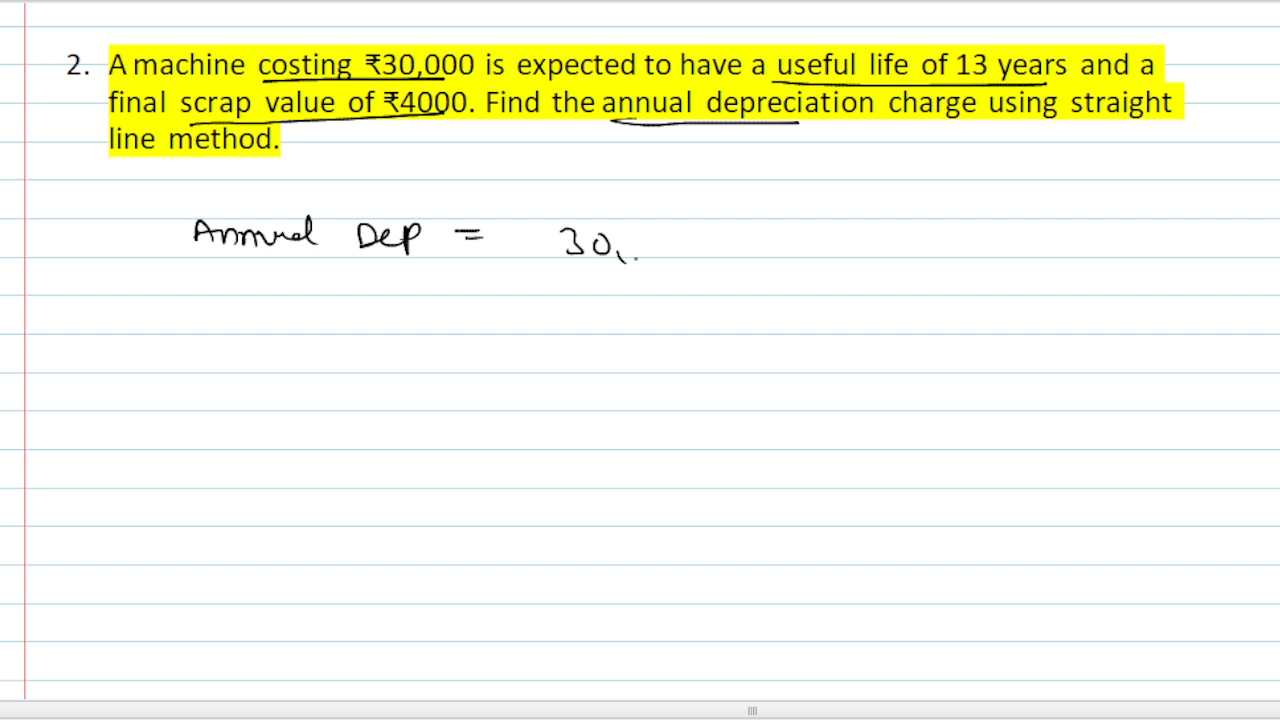 2. A machine costing ₹30,000 is expected to have a useful life of 13 years and a
final scrap value of ₹4000. Find the annual depreciation charge using straight
line method.
Annual Dep = 30,